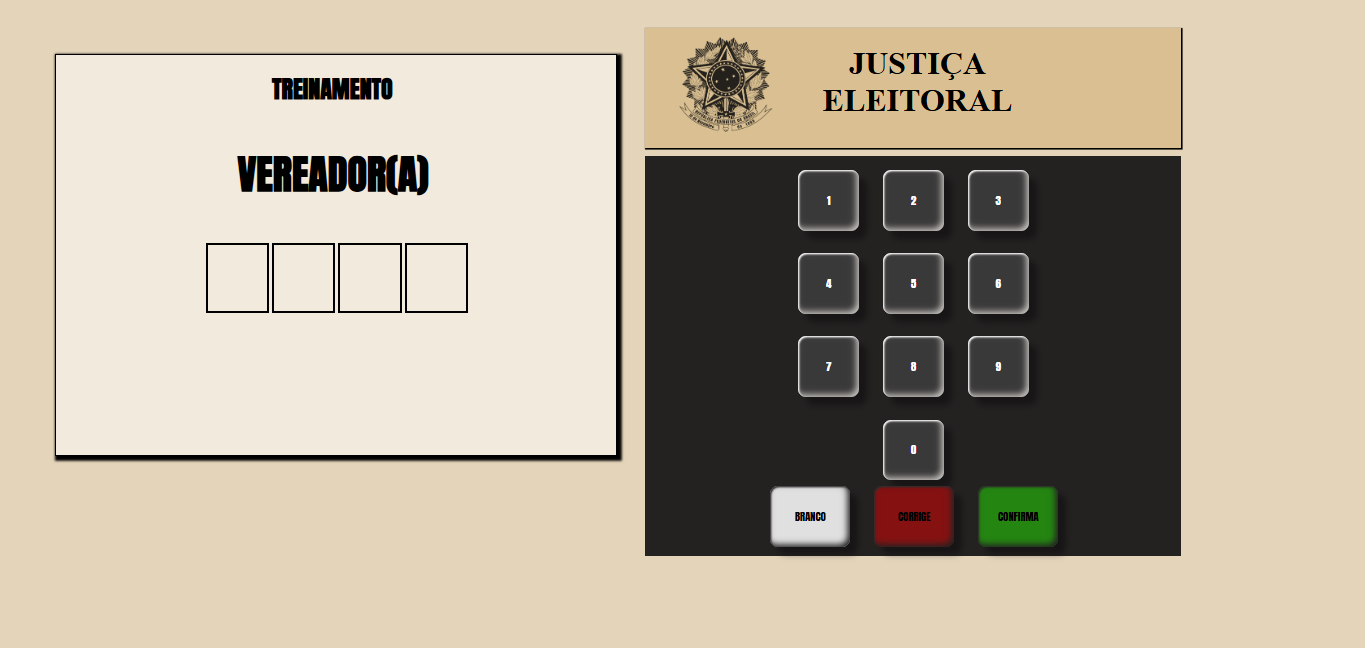 TREINAMENTO
VEREADOR(A)
JUSTIÇA
ELEITORAL
1 2 3
4 5 6
7 8 9
0
BRANCO CORRIGE CONFIRMA